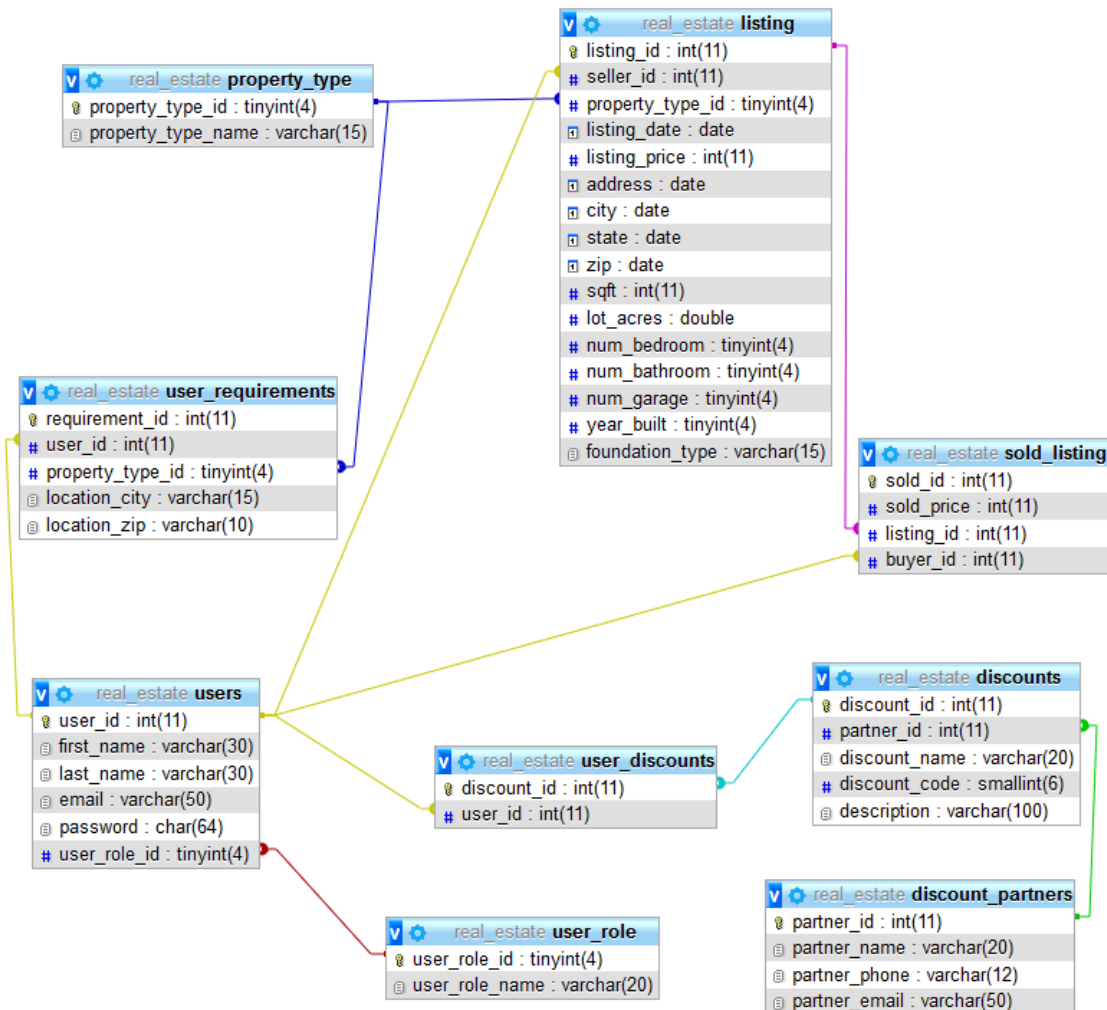 real_estate property_type
property_type_id : tinyint(4)
property_type_name : varchar(15)
real_estate listing
listing_id : int(11)
seller_id : int(11)
property_type_id : tinyint(4)
listing_date : date
listing_price : int(11)
address : date
city : date
state : date
zip : date
sqft : int(11)
lot_acres : double
num_bedroom : tinyint(4)
num_bathroom : tinyint(4)
num_garage : tinyint(4)
year_built : tinyint(4)
foundation_type : varchar(15)
real_estate user_requirements
requirement_id : int(11)
user_id : int(11)
property_type_id : tinyint(4)
location_city : varchar(15)
location_zip : varchar(10)
real_estate sold_listing
sold_id : int(11)
sold_price : int(11)
listing_id : int(11)
buyer_id : int(11)
real_estate users
user_id : int(11)
first_name : varchar(30)
last_name : varchar(30)
email : varchar(50)
password : char(64)
user_role_id : tinyint(4)
real_estate user_discounts
discount_id : int(11)
user_id : int(11)
real_estate discounts
discount_id : int(11)
partner_id : int(11)
discount_name : varchar(20)
discount_code : smallint(6)
description : varchar(100)
real_estate user_role
user_role_id : tinyint(4)
user_role_name : varchar(20)
real_estate discount_partners
partner_id : int(11)
partner_name : varchar(20)
partner_phone : varchar(12)
partner_email : varchar(50)